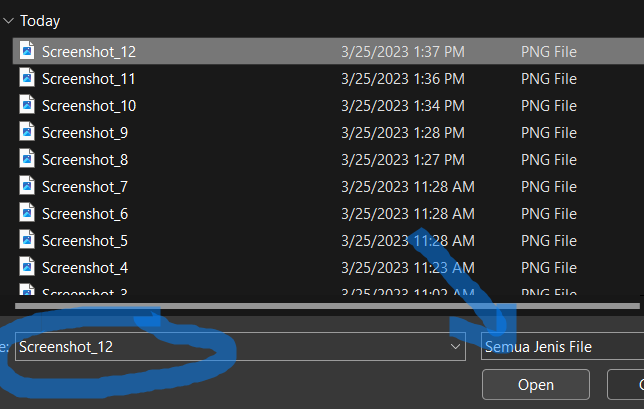 Today
Screenshot_12 3/25/2023 1:37 PM PNG File
Screenshot_11 3/25/2023 1:36 PM PNG File
Screenshot_10 3/25/2023 1:34 PM PNG File
Screenshot_9 3/25/2023 1:28 PM PNG File
Screenshot_8 3/25/2023 1:27 PM PNG File
Screenshot_7 3/25/2023 11:28 AM PNG File
Screenshot_6 3/25/2023 11:28 AM PNG File
Screenshot_5 3/25/2023 11:28 AM PNG File
Screenshot_4 3/25/2023 11:23 AM PNG File
Screenshot_3 3/25/2023 11:02 AM PNG File
Screenshot_12 Semua Jenis File
Open